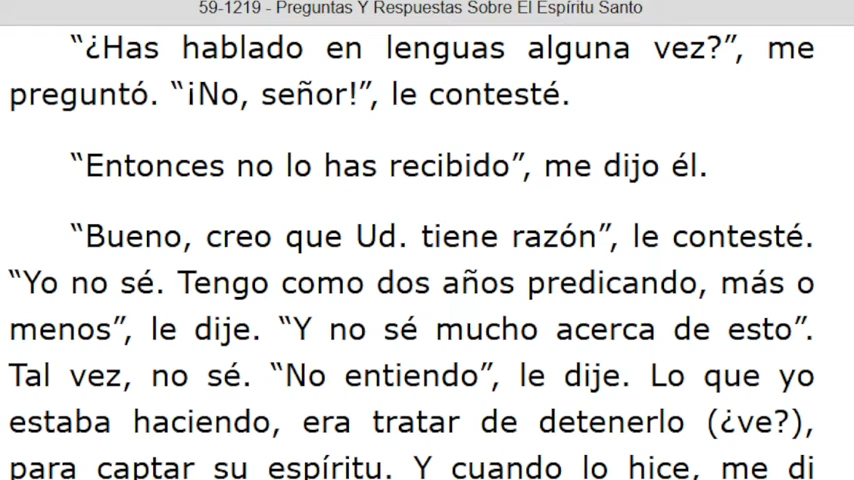 59-1219 - Preguntas Y Respuestas Sobre El Espíritu Santo
“¿Has hablado en lenguas alguna vez?”, me
preguntó. “¡No, señor!”, le contesté.
“Entonces no lo has recibido”, me dijo él.
“Bueno, creo que Ud. tiene razón”, le contesté.
“Yo no sé. Tengo como dos años predicando, más o
menos”, le dije. “Y no sé mucho acerca de esto”.
Tal vez, no sé. “No entiendo”, le dije. Lo que yo
estaba haciendo, era tratar de detenerlo (¿ve?),
para captar su espíritu. Y cuando lo hice, me di